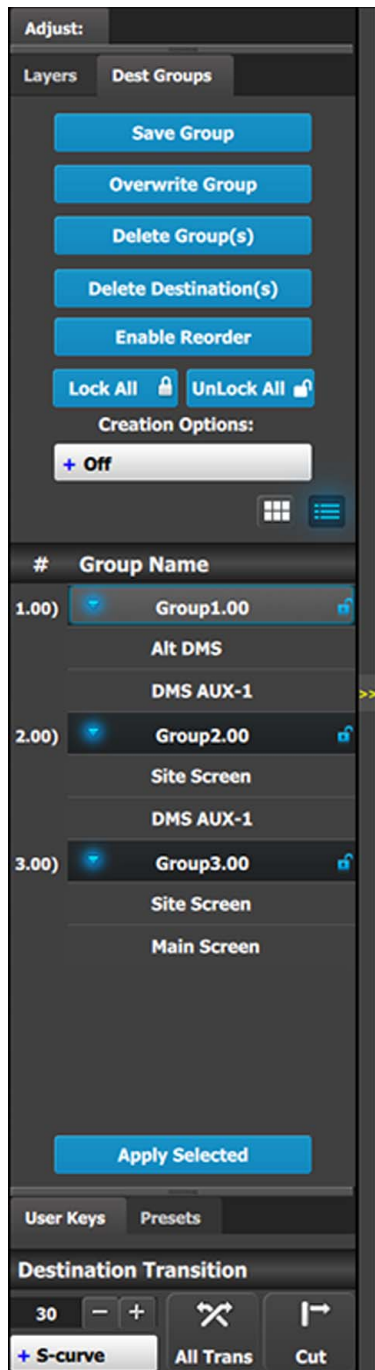 Adjust:
Layers Dest Groups
Save Group
Overwrite Group
Delete Group(s)
Delete Destination(s)
Enable Reorder
Lock All UnLock All
Creation Options:
+ Off
# Group Name
1.00) Group1.00
Alt DMS
DMS AUX-1
>>
2.00) Group2.00
Site Screen
DMS AUX-1
3.00) Group3.00
Site Screen
Main Screen
Apply Selected
User Keys Presets
Destination Transition
30 − +
+ S-curve All Trans Cut